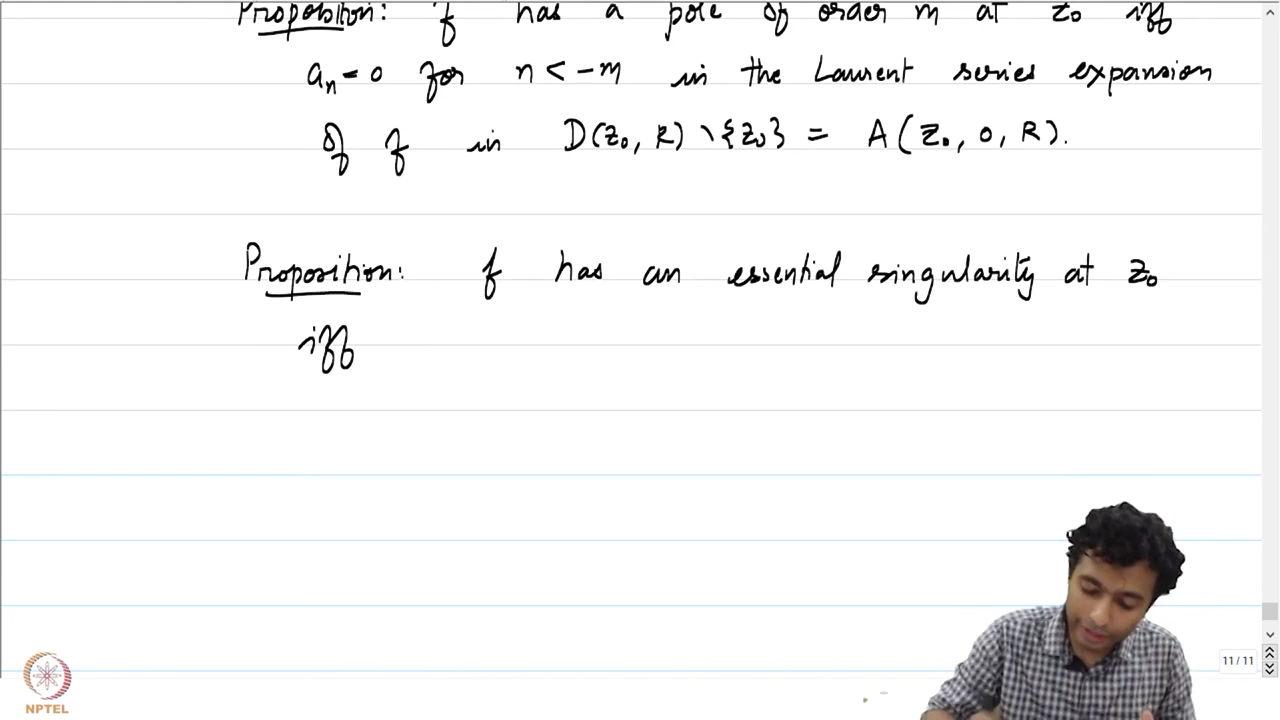 Proposition: f has a pole of order m at z₀ iff
aₙ = 0 for n < -m in the Laurent series expansion
of f in D(z₀, R) \ {z₀} = A(z₀, 0, R).
Proposition: f has an essential singularity at z₀
iff
11/11
NPTEL